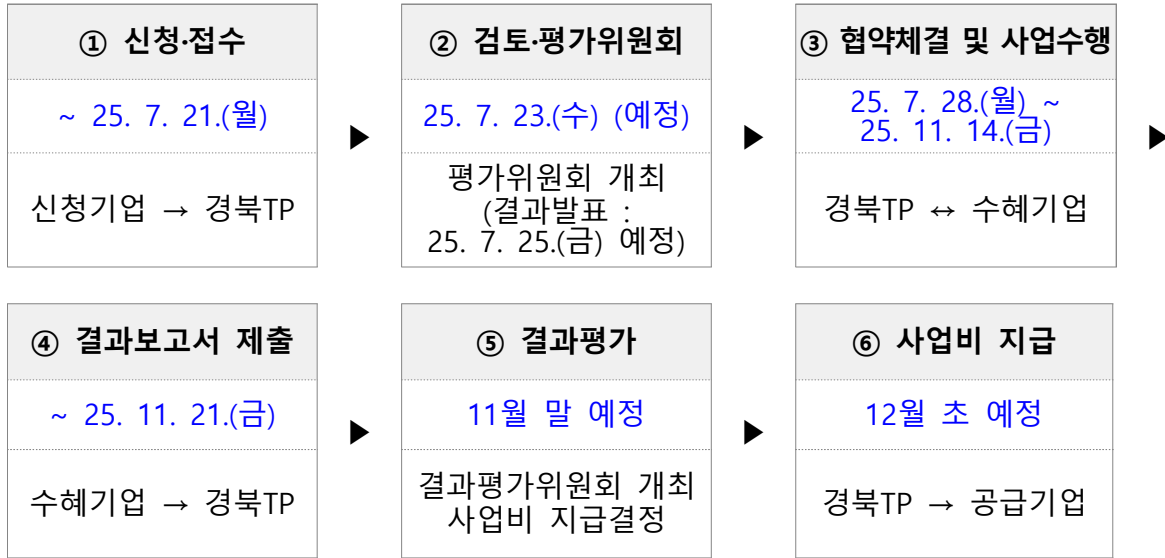 ① 신청·접수
~ 25. 7. 21.(월)
신청기업 → 경북TP
▶
② 검토·평가위원회
25. 7. 23.(수) (예정)
평가위원회 개최
(결과발표 :
25. 7. 25.(금) 예정)
▶
③ 협약체결 및 사업수행
25. 7. 28.(월) ~
25. 11. 14.(금)
경북TP ↔ 수혜기업
▶
④ 결과보고서 제출
~ 25. 11. 21.(금)
수혜기업 → 경북TP
▶
⑤ 결과평가
11월 말 예정
결과평가위원회 개최
사업비 지급결정
▶
⑥ 사업비 지급
12월 초 예정
경북TP → 공급기업